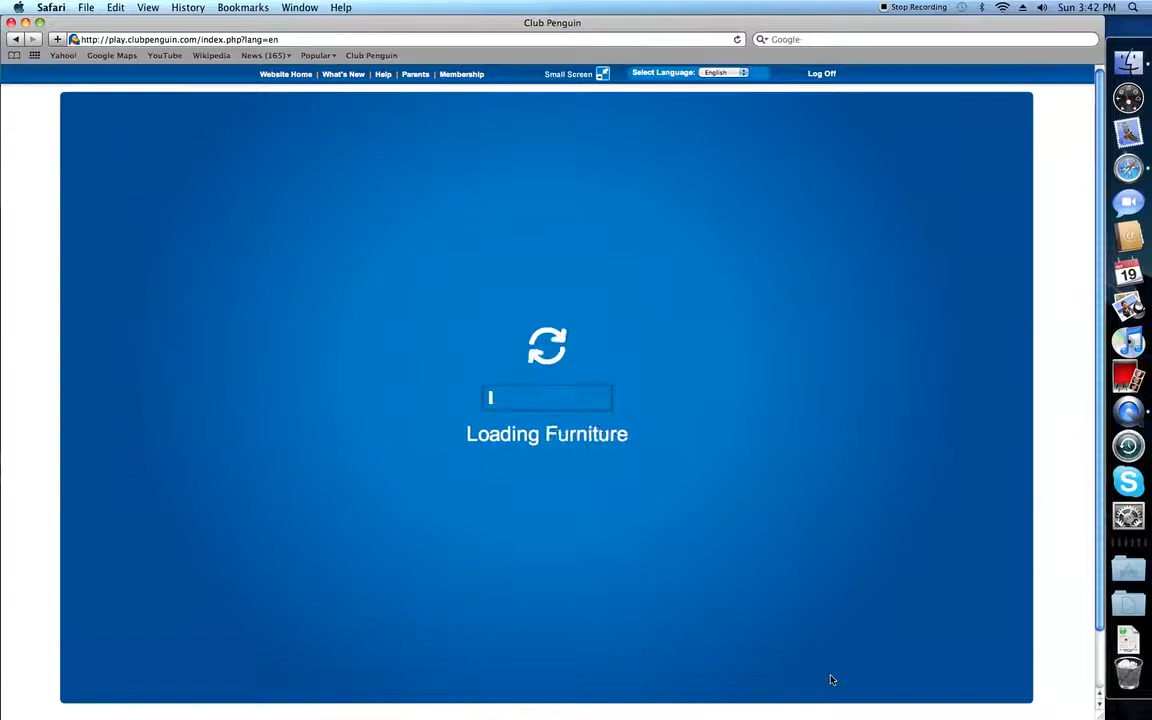 Safari File Edit View History Bookmarks Window Help Stop Recording Sun 3:42 PM
Club Penguin
http://play.clubpenguin.com/index.php?lang=en Google
Yahoo! Google Maps YouTube Wikipedia News (165) Popular Club Penguin
Website Home | What's New | Help | Parents | Membership Small Screen Select Language: English Log Off
Loading Furniture
19